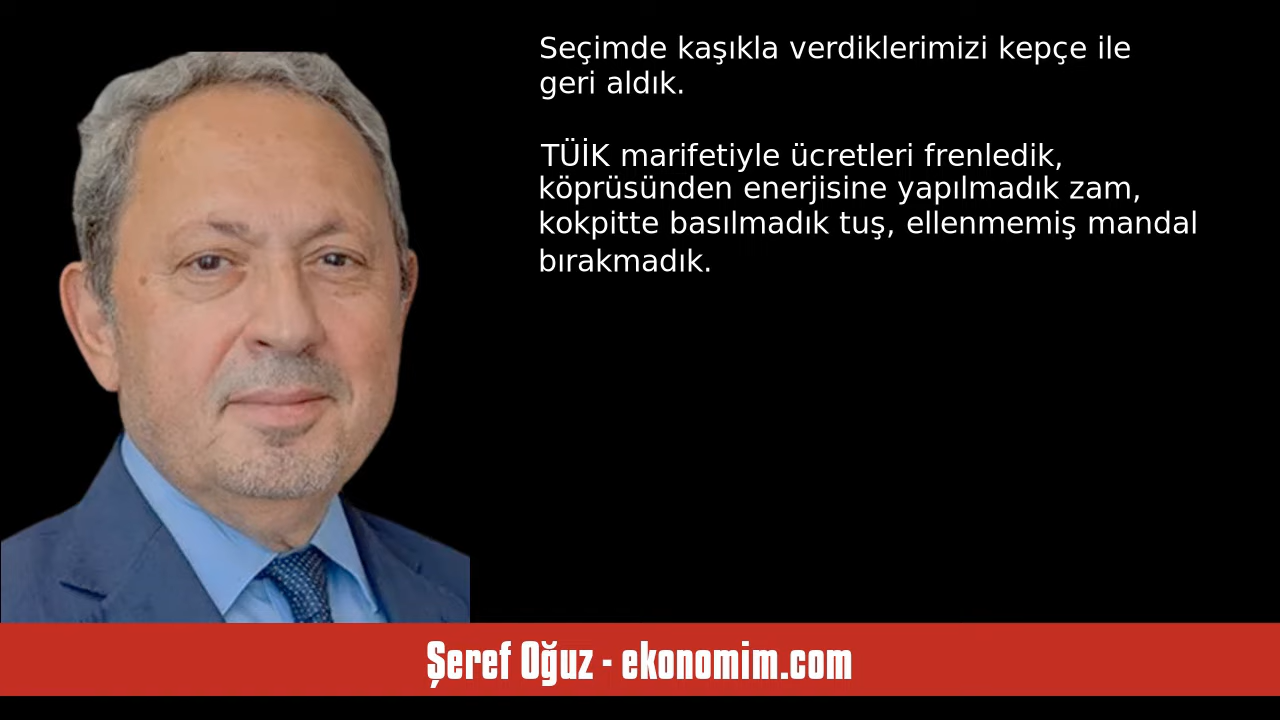 Seçimde kaşıkla verdiklerimizi kepçe ile
geri aldık.
TÜİK marifetiyle ücretleri frenledik,
köprüsünden enerjisine yapılmadık zam,
kokpitte basılmadık tuş, ellenmemiş mandal
bırakmadık.
Şeref Oğuz - ekonomim.com